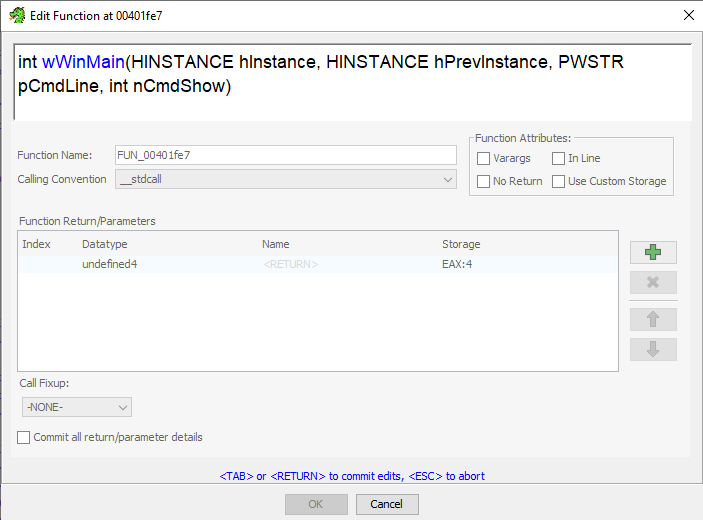 Edit Function at 00401fe7
int wWinMain(HINSTANCE hInstance, HINSTANCE hPrevInstance, PWSTR
pCmdLine, int nCmdShow)
Function Name: FUN_00401fe7
Calling Convention __stdcall
Function Attributes:
Varargs In Line
No Return Use Custom Storage
Function Return/Parameters
Index Datatype Name Storage
undefined4 <RETURN> EAX:4
Call Fixup:
-NONE-
Commit all return/parameter details
<TAB> or <RETURN> to commit edits, <ESC> to abort
OK Cancel